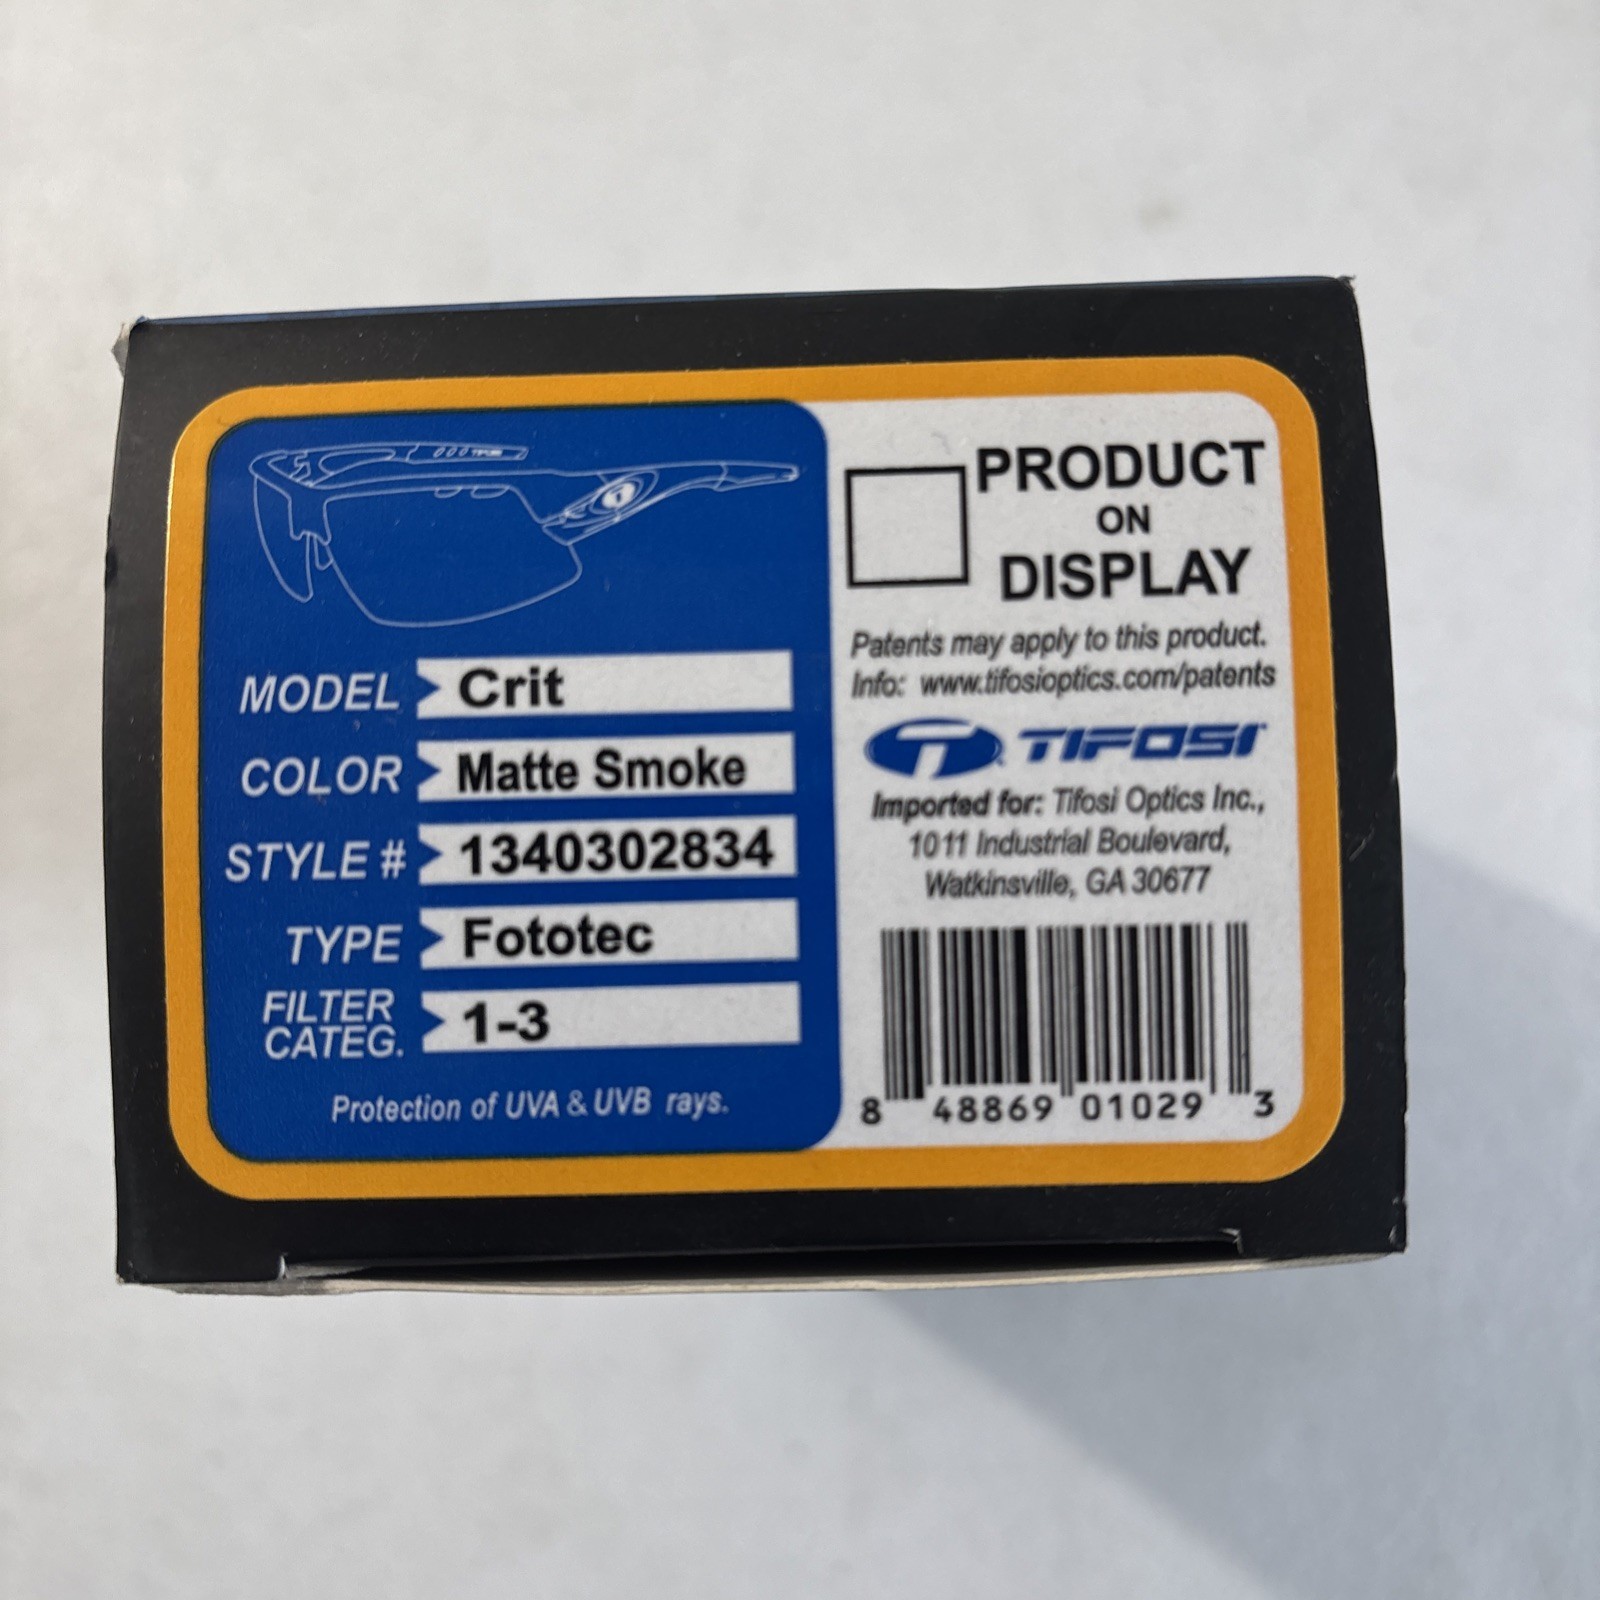 TIFOSI
MODEL Crit
COLOR Matte Smoke
STYLE # 1340302834
TYPE Fototec
FILTER
CATEG. 1-3
Protection of UVA & UVB rays.
PRODUCT
ON
DISPLAY
Patents may apply to this product.
Info: www.tifosioptics.com/patents
TIFOSI
Imported for: Tifosi Optics Inc.,
1011 Industrial Boulevard,
Watkinsville, GA 30677
8 48869 01029 3